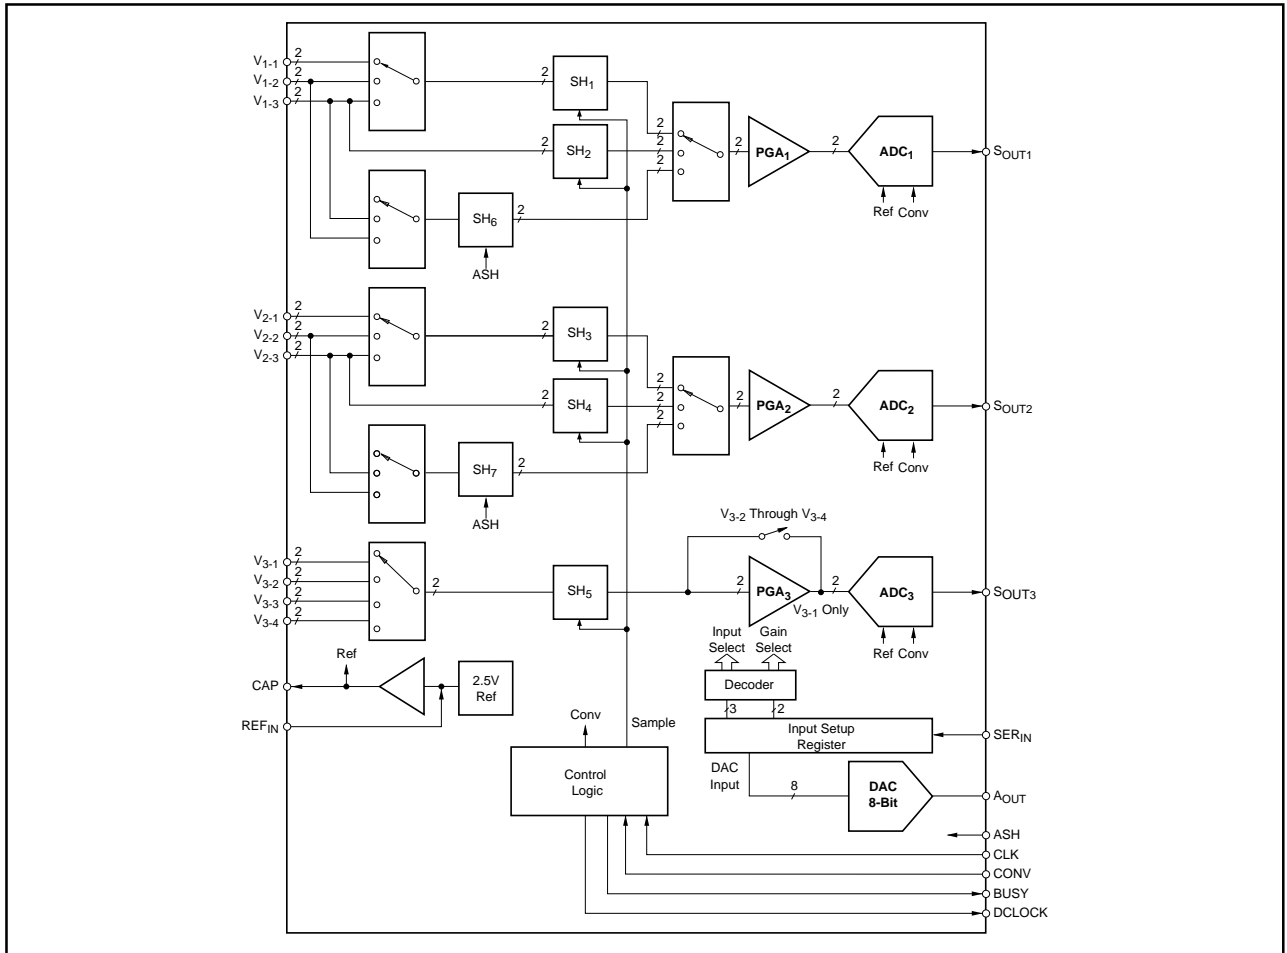 V1-1 2
V1-2 2
V1-3 2
2 SH1
2 SH2
2
2
2
2 PGA1 2 ADC1 SOUT1
Ref Conv
SH6 2
ASH
V2-1 2
V2-2 2
V2-3 2
2 SH3
2 SH4
2
2
2
2 PGA2 2 ADC2 SOUT2
Ref Conv
SH7 2
ASH
V3-2 Through V3-4
V3-1 2
V3-2 2
V3-3 2
V3-4 2
2 SH5 2 PGA3 2 ADC3 SOUT3
V3-1 Only
Ref Conv
Input Select
Gain Select
Decoder
3 2
Input Setup
Register
SERIN
Ref
CAP
2.5V
Ref
REFIN
Conv Sample
Control
Logic
DAC
Input
8
DAC
8-Bit
AOUT
ASH
CLK
CONV
BUSY
DCLOCK